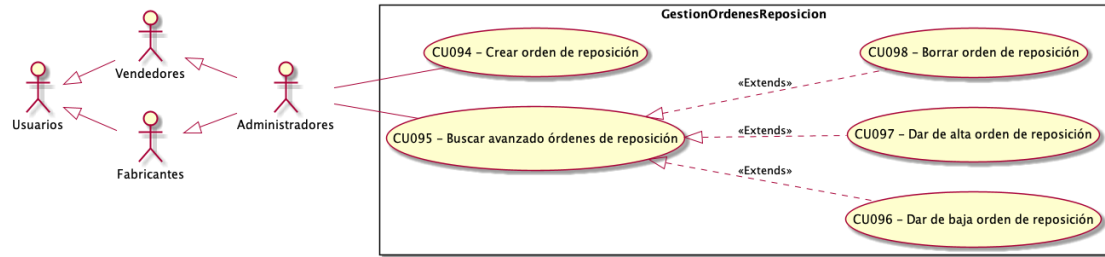 GestionOrdenesReposicion
CU094 – Crear orden de reposición
CU098 – Borrar orden de reposición
Vendedores
«Extends»
Usuarios
Administradores
CU095 – Buscar avanzado órdenes de reposición
«Extends»
CU097 – Dar de alta orden de reposición
Fabricantes
«Extends»
CU096 – Dar de baja orden de reposición